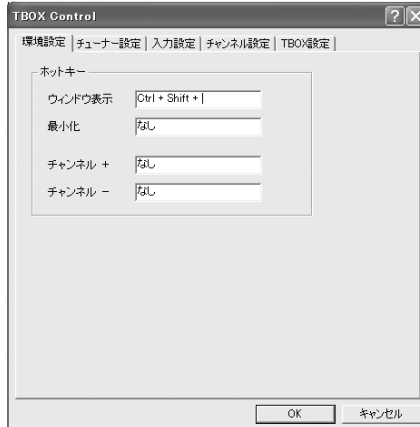 TBOX Control
環境設定 チューナー設定 入力設定 チャンネル設定 TBOX設定
ホットキー
ウィンドウ表示 Ctrl + Shift +
最小化 なし
チャンネル + なし
チャンネル － なし
OK キャンセル